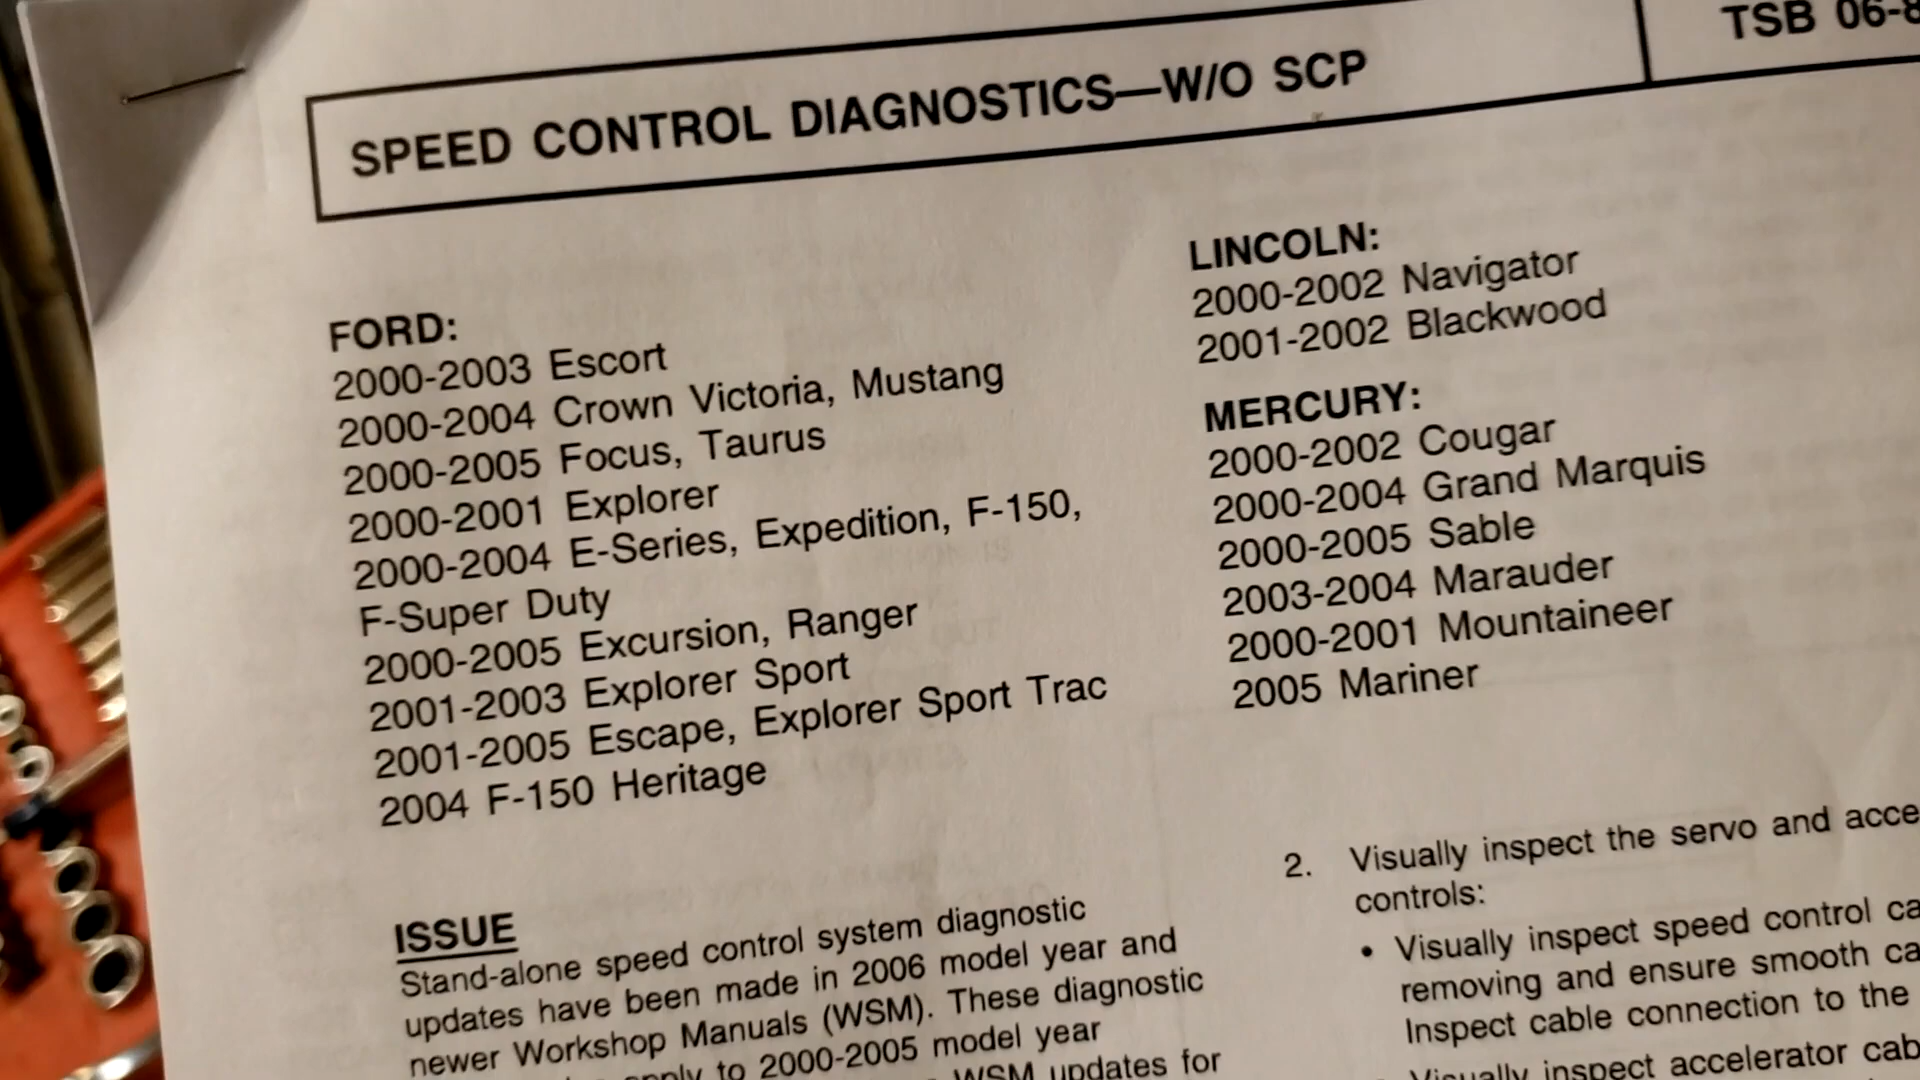 SPEED CONTROL DIAGNOSTICS—W/O SCP
TSB 06-8
FORD:
2000-2003 Escort
2000-2004 Crown Victoria, Mustang
2000-2005 Focus, Taurus
2000-2001 Explorer
2000-2004 E-Series, Expedition, F-150,
F-Super Duty
2000-2005 Excursion, Ranger
2001-2003 Explorer Sport
2001-2005 Escape, Explorer Sport Trac
2004 F-150 Heritage
LINCOLN:
2000-2002 Navigator
2001-2002 Blackwood
MERCURY:
2000-2002 Cougar
2000-2004 Grand Marquis
2000-2005 Sable
2003-2004 Marauder
2000-2001 Mountaineer
2005 Mariner
ISSUE
Stand-alone speed control system diagnostic
updates have been made in 2006 model year and
newer Workshop Manuals (WSM). These diagnostic
to 2000-2005 model year
WSM updates for
2. Visually inspect the servo and acce
controls:
• Visually inspect speed control ca
removing and ensure smooth ca
Inspect cable connection to the
Visually inspect accelerator cab